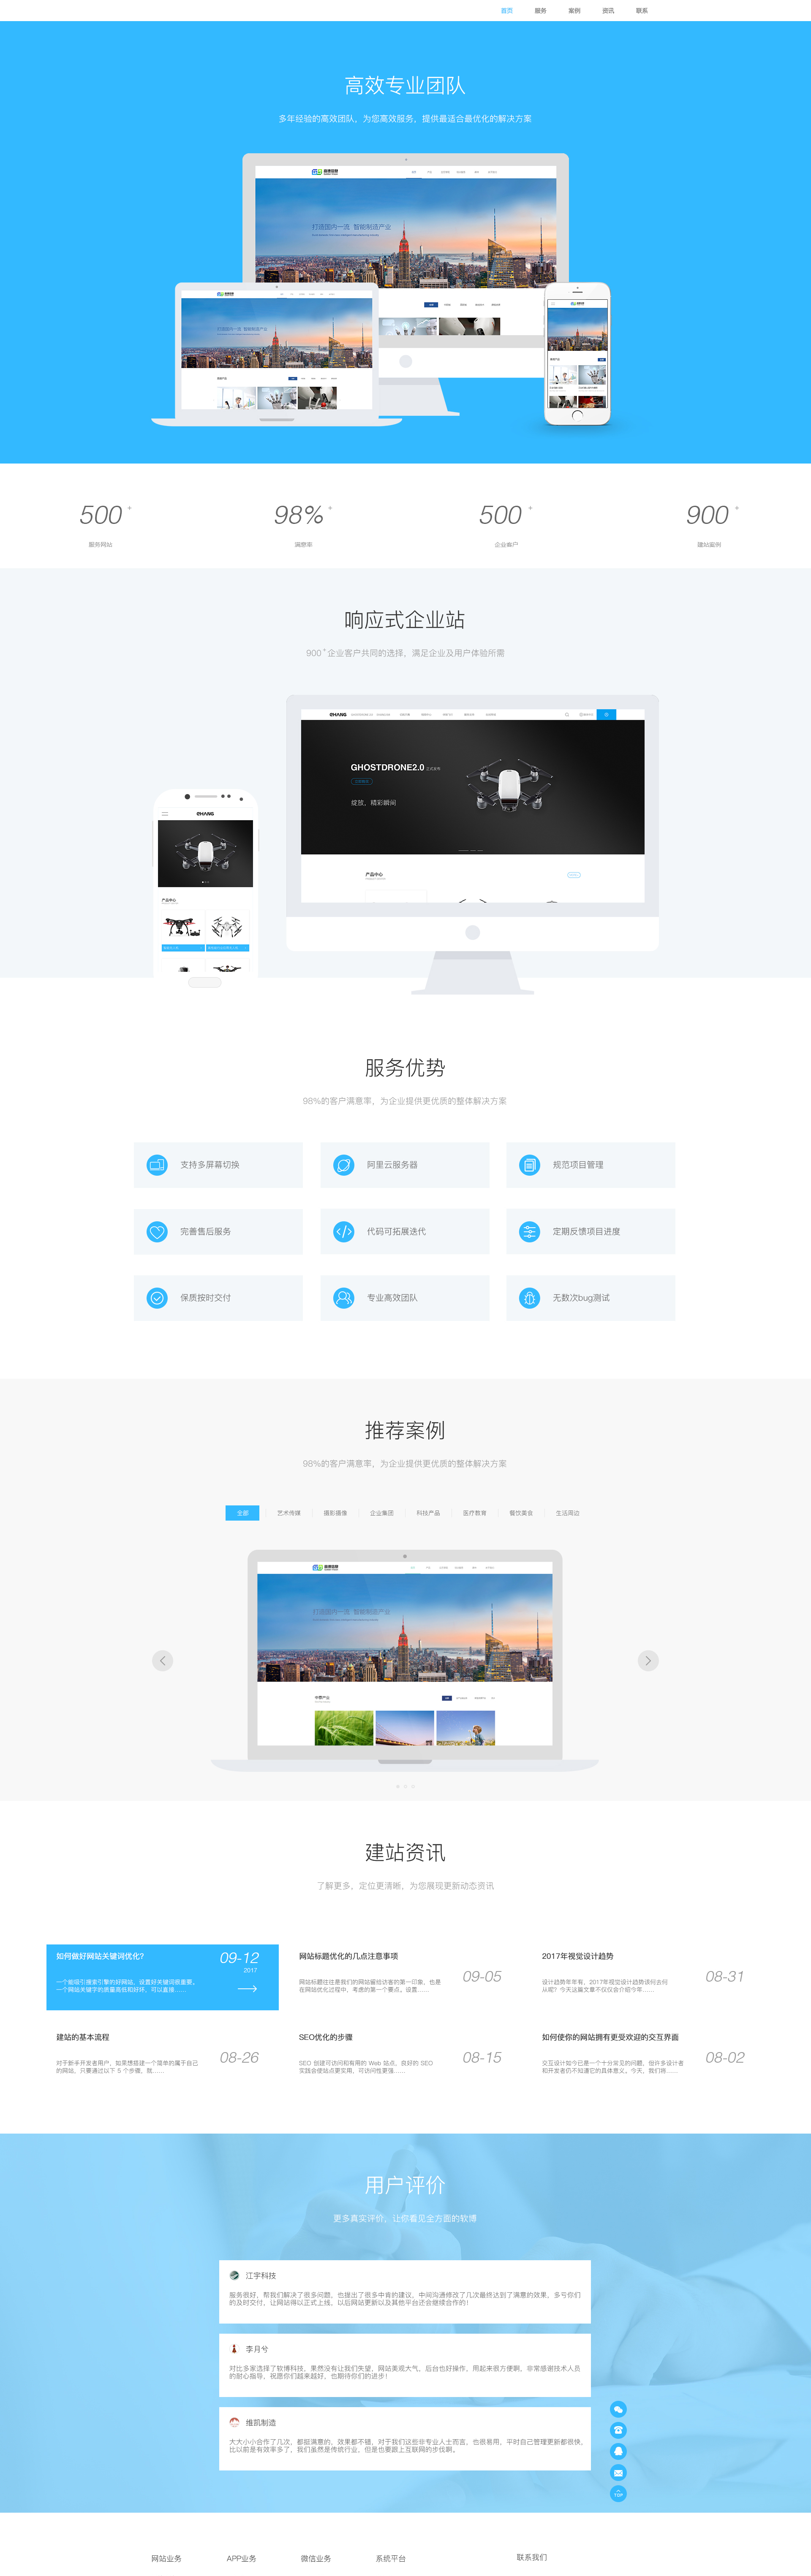 首页 服务 案例 资讯 联系
高效专业团队
多年经验的高效团队，为您高效服务，提供最适合最优化的解决方案
打造国内一流 智能制造产业
打造国内一流 智能制造产业
500 +
98% +
500 +
900 +
服务网站
满意率
企业客户
建站案例
响应式企业站
900+企业客户共同的选择，满足企业及用户体验所需
EHANG
GHOSTDRONE2.0
绽放，精彩瞬间
产品中心
EHANG
产品中心
服务优势
98%的客户满意率，为企业提供更优质的整体解决方案
支持多屏幕切换
阿里云服务器
规范项目管理
完善售后服务
代码可拓展迭代
定期反馈项目进度
保质按时交付
专业高效团队
无数次bug测试
推荐案例
98%的客户满意率，为企业提供更优质的整体解决方案
全部 艺术传媒 摄影摄像 企业集团 科技产品 医疗教育 餐饮美食 生活周边
打造国内一流 智能制造产业
建站资讯
了解更多，定位更清晰，为您展现更新动态资讯
如何做好网站关键词优化？
09-12
2017
一个能吸引搜索引擎的好网站，设置好关键词很重要。
一个网站关键字的质量高低和好坏，可以直接……
网站标题优化的几点注意事项
09-05
网站标题往往是我们的网站留给访客的第一印象，也是
在网站优化过程中，考虑的第一个要点。设置……
2017年视觉设计趋势
08-31
设计趋势年年有，2017年视觉设计趋势该何去何
从呢？今天这篇文章不仅仅会介绍今年……
建站的基本流程
08-26
对于新手开发者用户，如果想搭建一个简单的属于自己
的网站，只要通过以下 5 个步骤，就……
SEO优化的步骤
08-15
SEO 创建可访问和有用的 Web 站点，良好的 SEO
实践会使站点更实用，可访问性更强……
如何使你的网站拥有更受欢迎的交互界面
08-02
交互设计如今已是一个十分常见的问题，但许多设计者
和开发者仍不知道它的具体意义。今天，我们将……
用户评价
更多真实评价，让你看见全方面的软博
江宇科技
服务很好，帮我们解决了很多问题，也提出了很多中肯的建议，中间沟通修改了几次最终达到了满意的效果，多亏你们
的及时交付，让网站得以正式上线，以后网站更新以及其他平台还会继续合作的！
李月兮
对比多家选择了软博科技，果然没有让我们失望，网站美观大气，后台也好操作，用起来很方便啊，非常感谢技术人员
的耐心指导，祝愿你们越来越好，也期待你们的进步！
维凯制造
大大小小合作了几次，都挺满意的，效果都不错，对于我们这些非专业人士而言，也很易用，平时自己管理更新都很快，
比以前是有效率多了，我们虽然是传统行业，但是也要跟上互联网的步伐啊。
TOP
网站业务 APP业务 微信业务 系统平台 联系我们